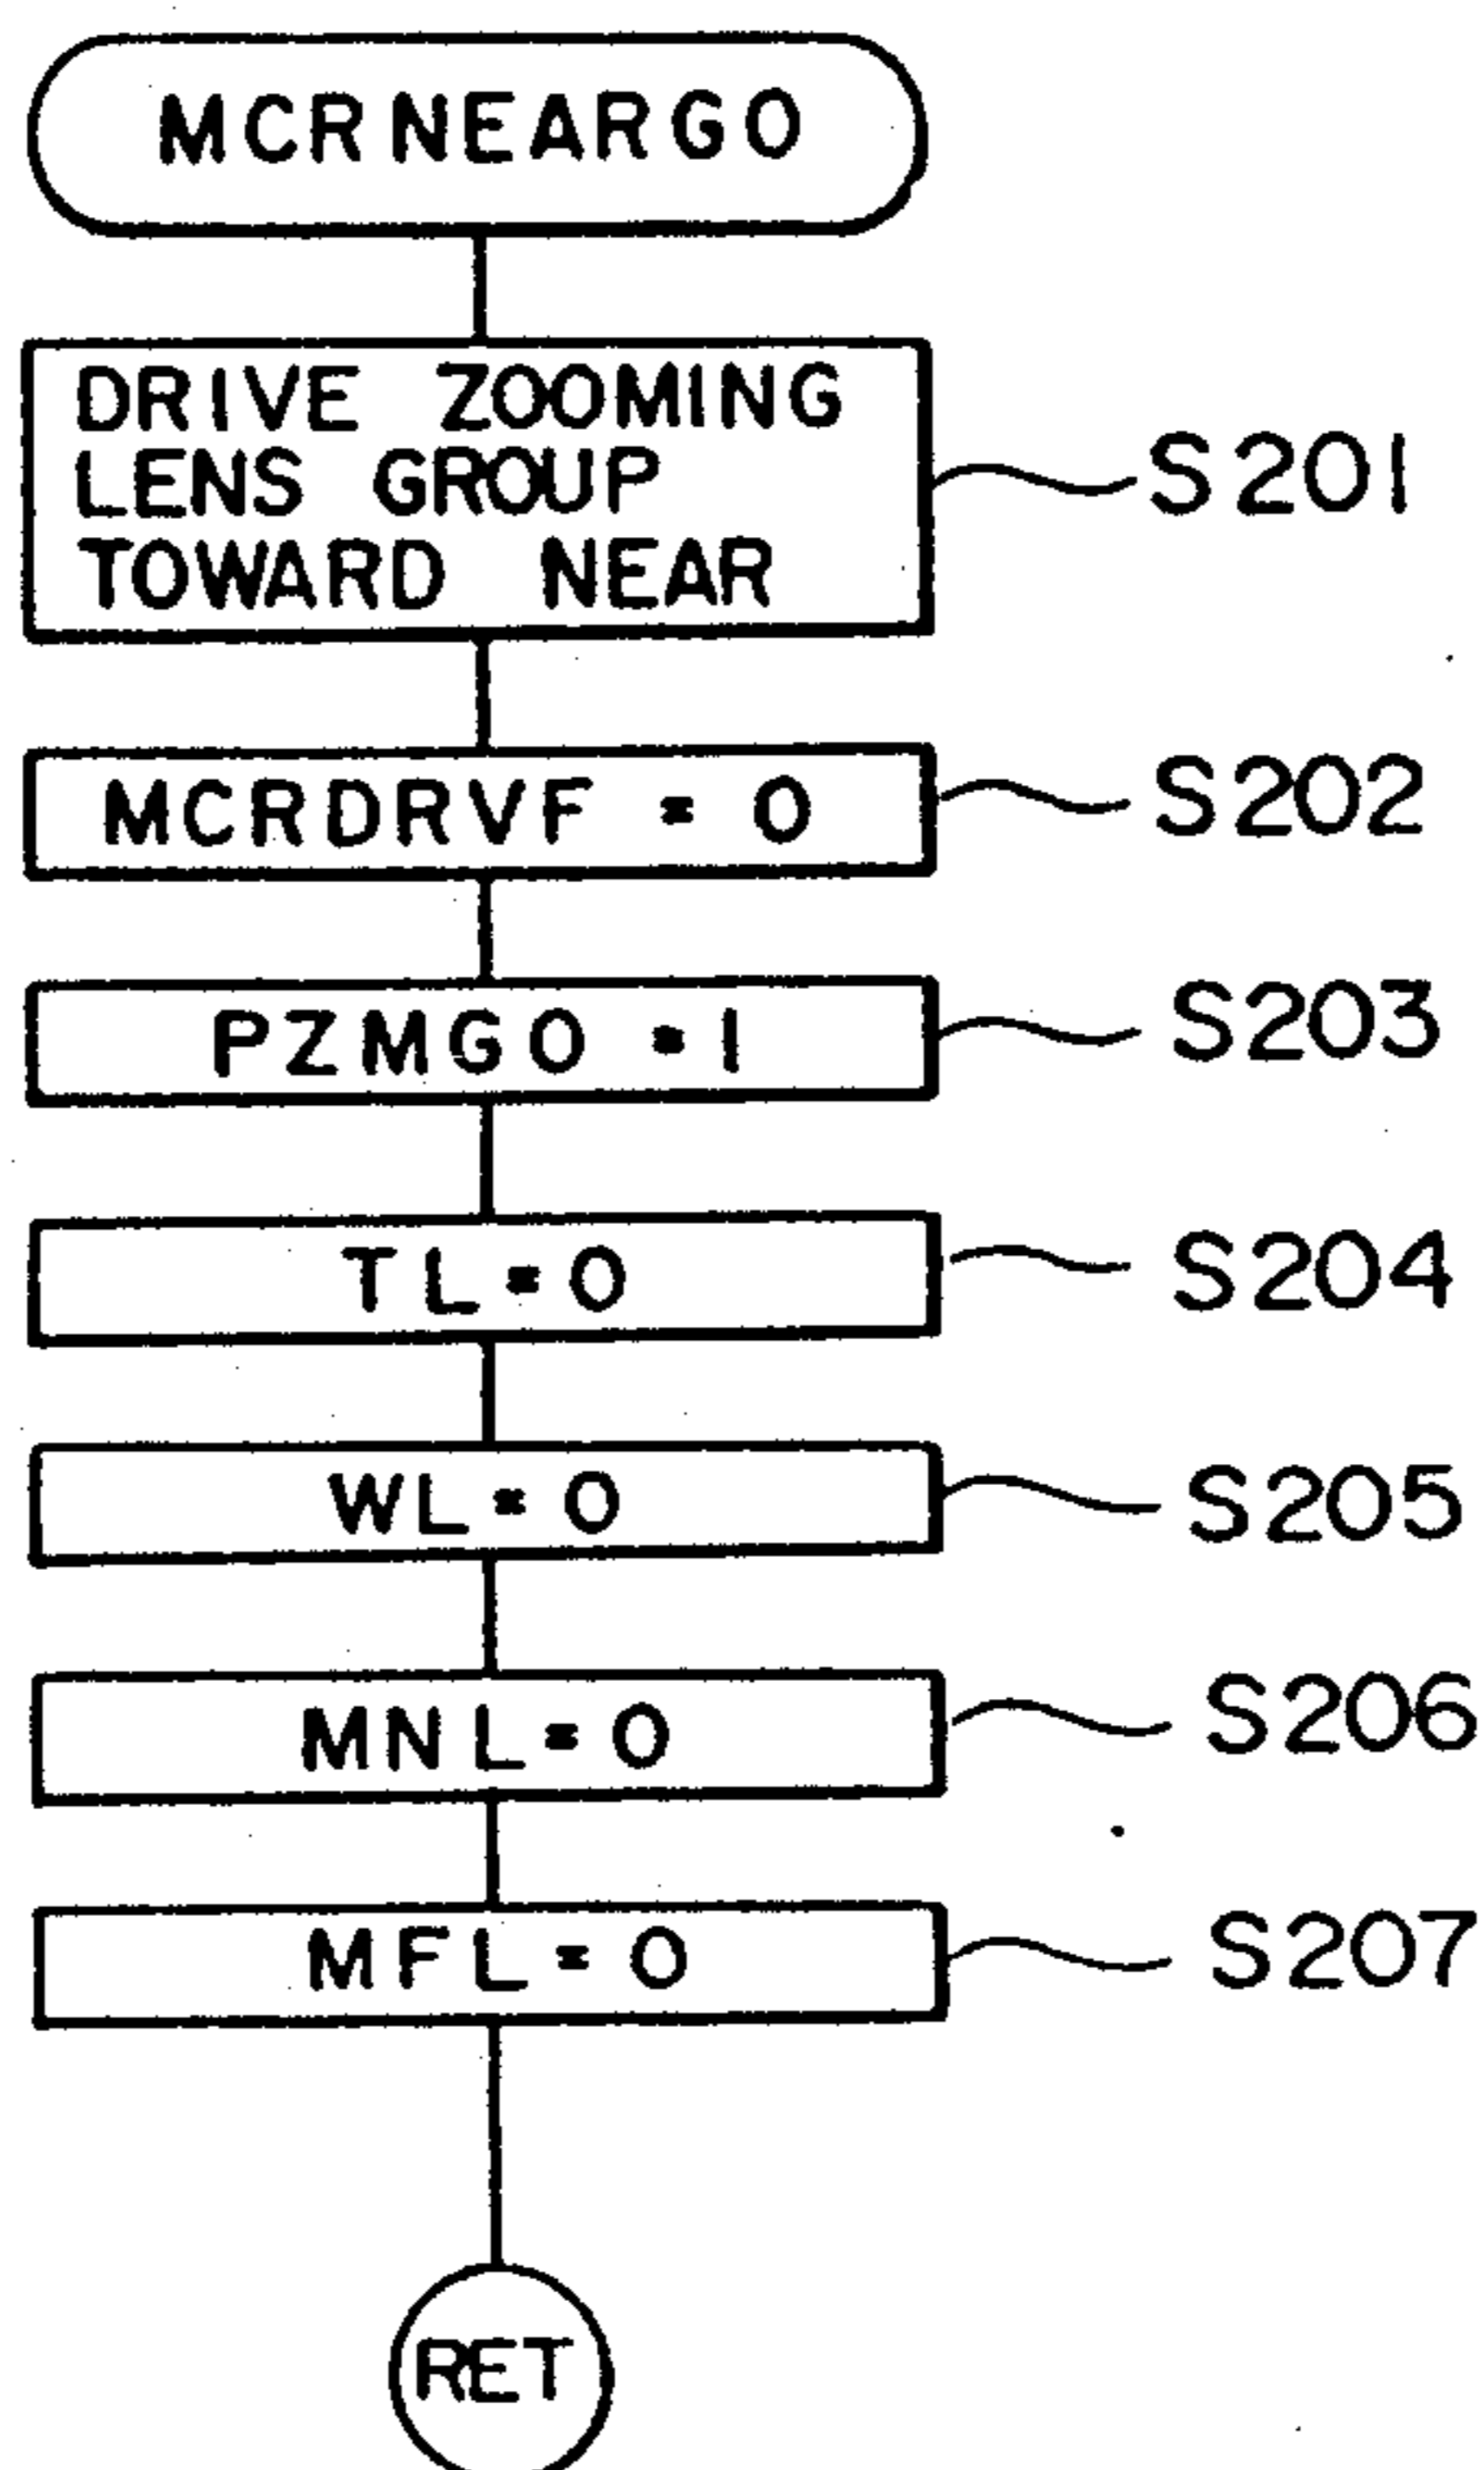 MCRNEARGO
DRIVE ZOOMING
LENS GROUP
TOWARD NEAR
S201
MCRDRVF = 0
S202
PZMGO = 1
S203
TL = 0
S204
WL = 0
S205
MNL = 0
S206
MFL = 0
S207
RET